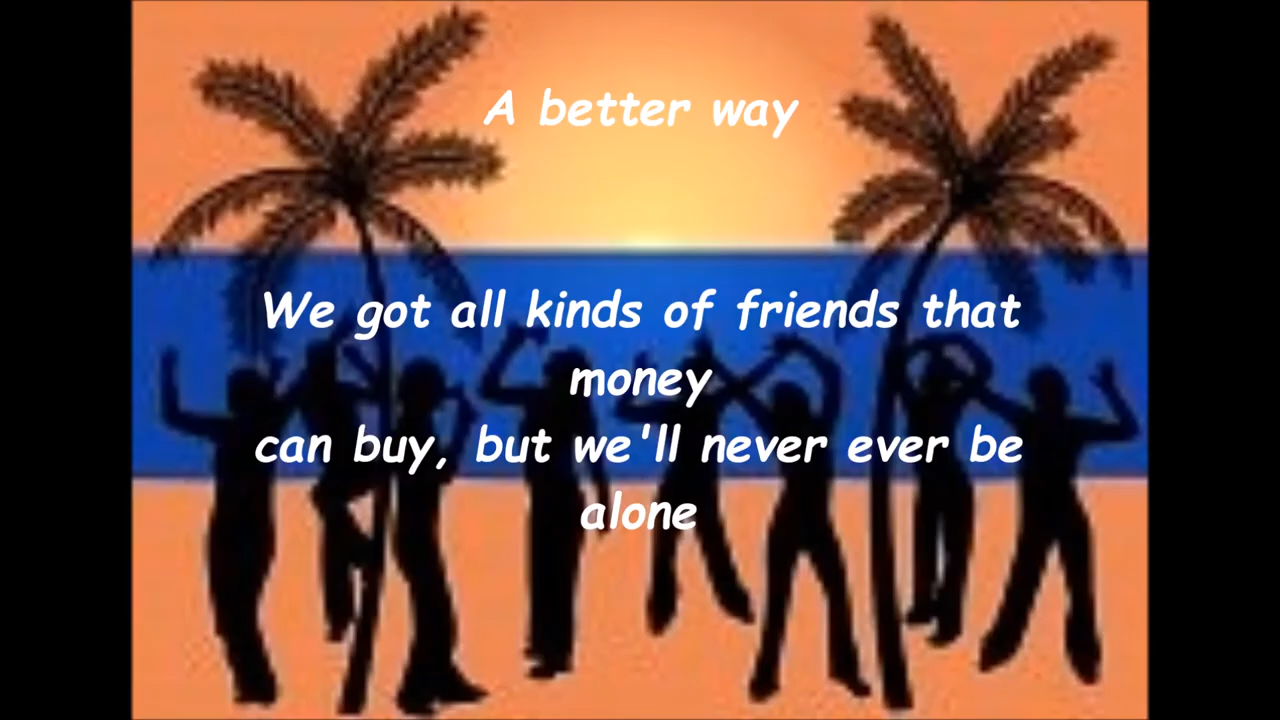 A better way
We got all kinds of friends that
money
can buy, but we'll never ever be
alone